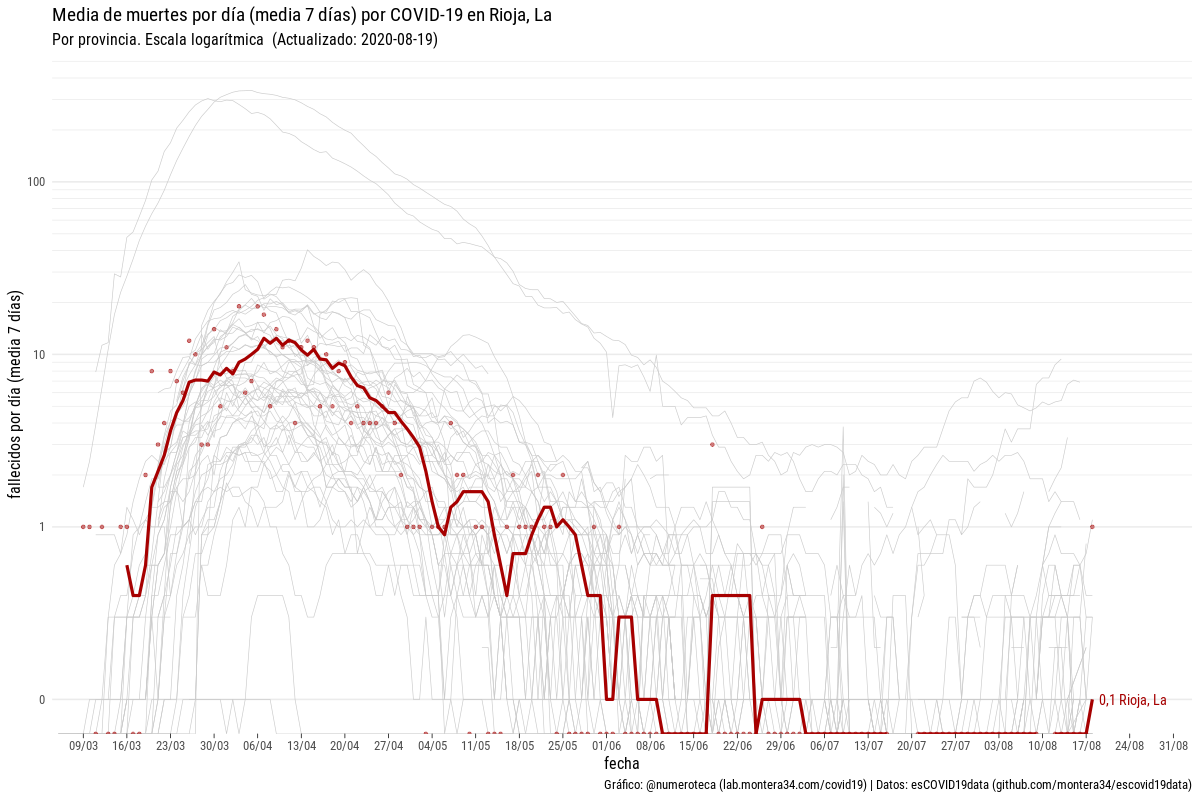 Media de muertes por día (media 7 días) por COVID-19 en Rioja, La
Por provincia. Escala logarítmica  (Actualizado: 2020-08-19)
fallecidos por día (media  7 días)
100
10
1
0
0,1 Rioja, La
09/03 16/03 23/03 30/03 06/04 13/04 20/04 27/04 04/05 11/05 18/05 25/05 01/06 08/06 15/06 22/06 29/06 06/07 13/07 20/07 27/07 03/08 10/08 17/08 24/08 31/08
fecha
Gráfico: @numeroteca (lab.montera34.com/covid19) | Datos: esCOVID19data (github.com/montera34/escovid19data)